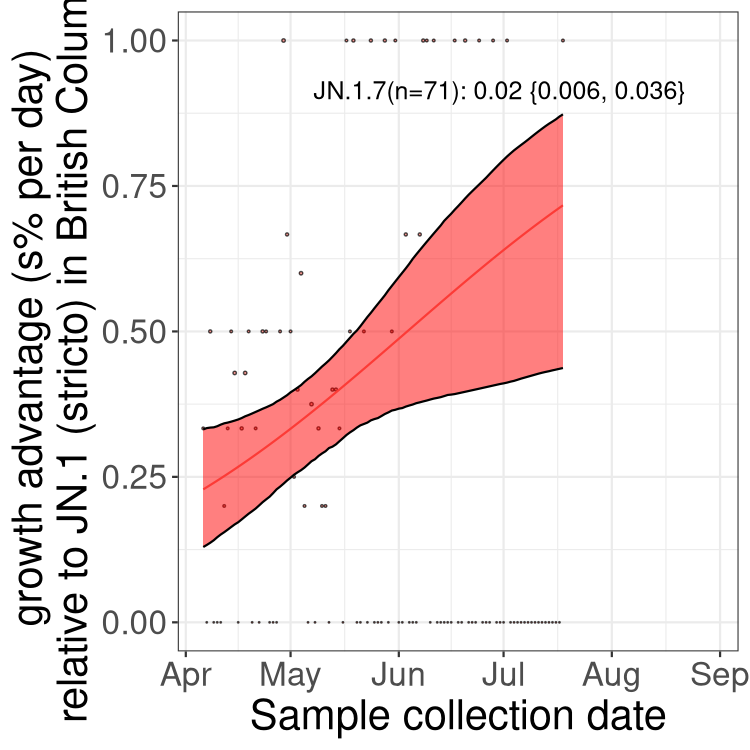 growth advantage (s% per day)
relative to JN.1 (stricto) in British Colum
1.00
0.75
0.50
0.25
0.00
JN.1.7(n=71): 0.02 {0.006, 0.036}
Apr May Jun Jul Aug Sep
Sample collection date